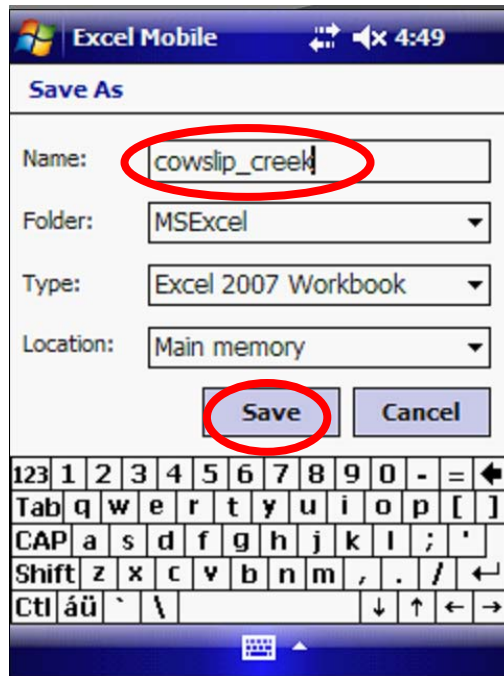 Excel Mobile 4:49
Save As
Name: cowslip_creek
Folder: MSExcel
Type: Excel 2007 Workbook
Location: Main memory
Save Cancel
123 1 2 3 4 5 6 7 8 9 0 - =
Tab q w e r t y u i o p [ ]
CAP a s d f g h j k l ; '
Shift z x c v b n m , . /
Ctl áü ` \ ↓ ↑ ← →